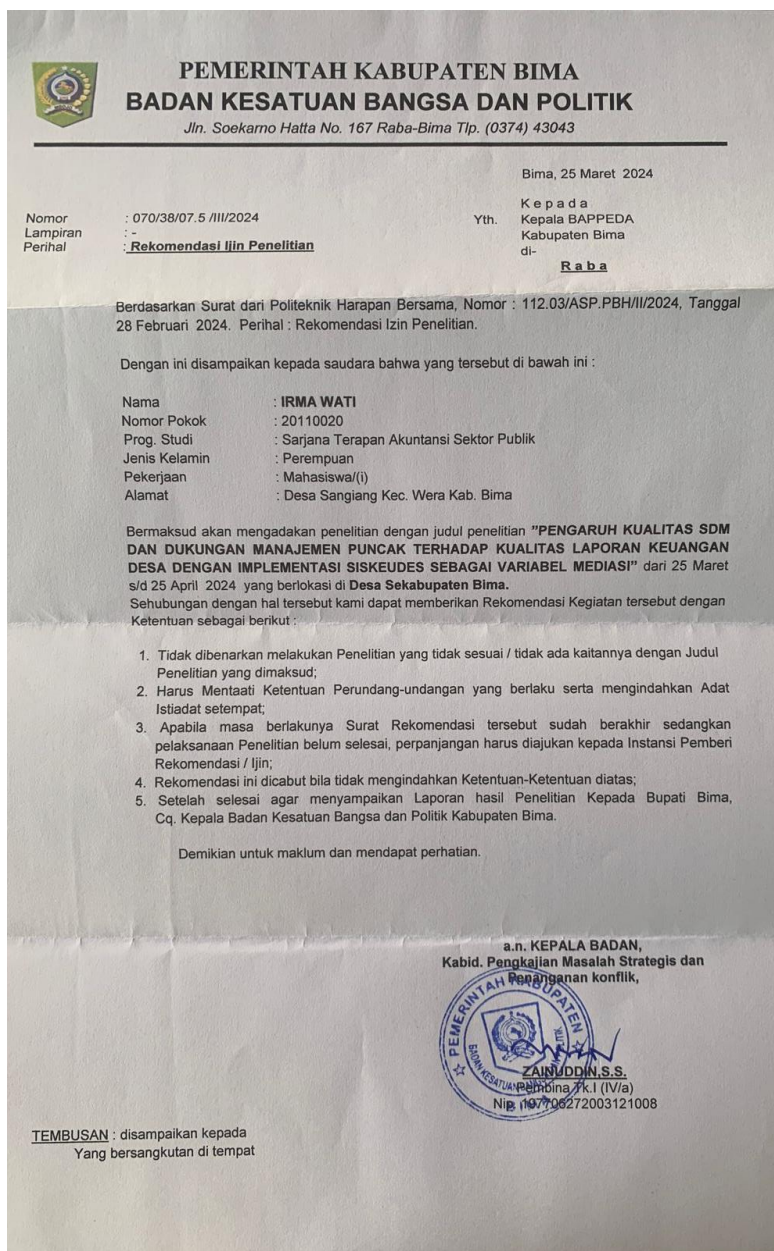 PEMERINTAH KABUPATEN BIMA
BADAN KESATUAN BANGSA DAN POLITIK
Jln. Soekarno Hatta No. 167 Raba-Bima Tlp. (0374) 43043
Bima, 25 Maret 2024
Kepada
Nomor : 070/38/07.5 /III/2024
Yth. Kepala BAPPEDA
Lampiran : -
Kabupaten Bima
Perihal : Rekomendasi Ijin Penelitian
di-
Raba
Berdasarkan Surat dari Politeknik Harapan Bersama, Nomor : 112.03/ASP.PBH/II/2024, Tanggal
28 Februari 2024. Perihal : Rekomendasi Izin Penelitian.
Dengan ini disampaikan kepada saudara bahwa yang tersebut di bawah ini :
Nama : IRMA WATI
Nomor Pokok : 20110020
Prog. Studi : Sarjana Terapan Akuntansi Sektor Publik
Jenis Kelamin : Perempuan
Pekerjaan : Mahasiswa/(i)
Alamat : Desa Sangiang Kec. Wera Kab. Bima
Bermaksud akan mengadakan penelitian dengan judul penelitian "PENGARUH KUALITAS SDM
DAN DUKUNGAN MANAJEMEN PUNCAK TERHADAP KUALITAS LAPORAN KEUANGAN
DESA DENGAN IMPLEMENTASI SISKEUDES SEBAGAI VARIABEL MEDIASI" dari 25 Maret
s/d 25 April 2024 yang berlokasi di Desa Sekabupaten Bima.
Sehubungan dengan hal tersebut kami dapat memberikan Rekomendasi Kegiatan tersebut dengan
Ketentuan sebagai berikut :
1. Tidak dibenarkan melakukan Penelitian yang tidak sesuai / tidak ada kaitannya dengan Judul
Penelitian yang dimaksud;
2. Harus Mentaati Ketentuan Perundang-undangan yang berlaku serta mengindahkan Adat
Istiadat setempat;
3. Apabila masa berlakunya Surat Rekomendasi tersebut sudah berakhir sedangkan
pelaksanaan Penelitian belum selesai, perpanjangan harus diajukan kepada Instansi Pemberi
Rekomendasi / Ijin;
4. Rekomendasi ini dicabut bila tidak mengindahkan Ketentuan-Ketentuan diatas;
5. Setelah selesai agar menyampaikan Laporan hasil Penelitian Kepada Bupati Bima,
Cq. Kepala Badan Kesatuan Bangsa dan Politik Kabupaten Bima.
Demikian untuk maklum dan mendapat perhatian.
a.n. KEPALA BADAN,
Kabid. Pengkajian Masalah Strategis dan
Penanganan konflik,
PEMERINTAH KABUPATEN
BADAN KESATUAN
ZAINUDDIN,S.S.
Pembina Tk.I (IV/a)
Nip. 197706272003121008
TEMBUSAN : disampaikan kepada
Yang bersangkutan di tempat